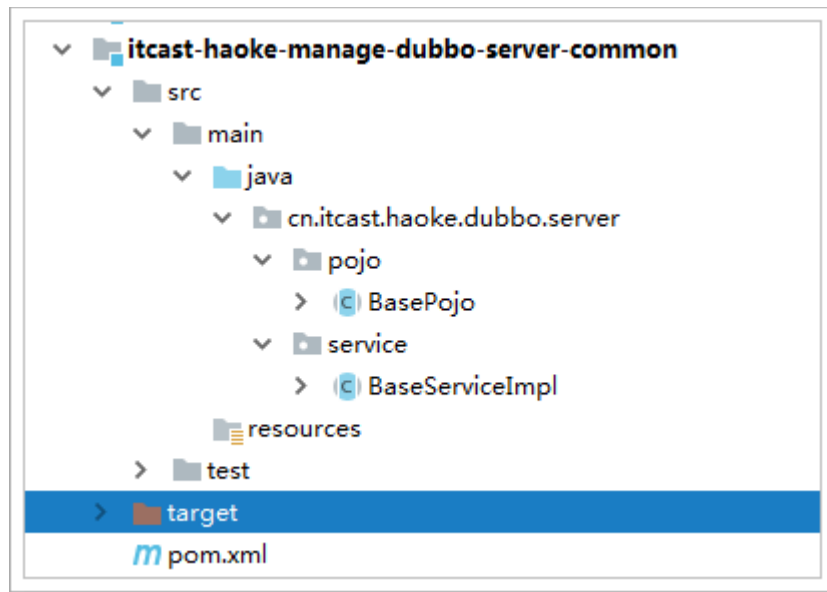 itcast-haoke-manage-dubbo-server-common
src
main
java
cn.itcast.haoke.dubbo.server
pojo
C BasePojo
service
C BaseServiceImpl
resources
test
target
m pom.xml